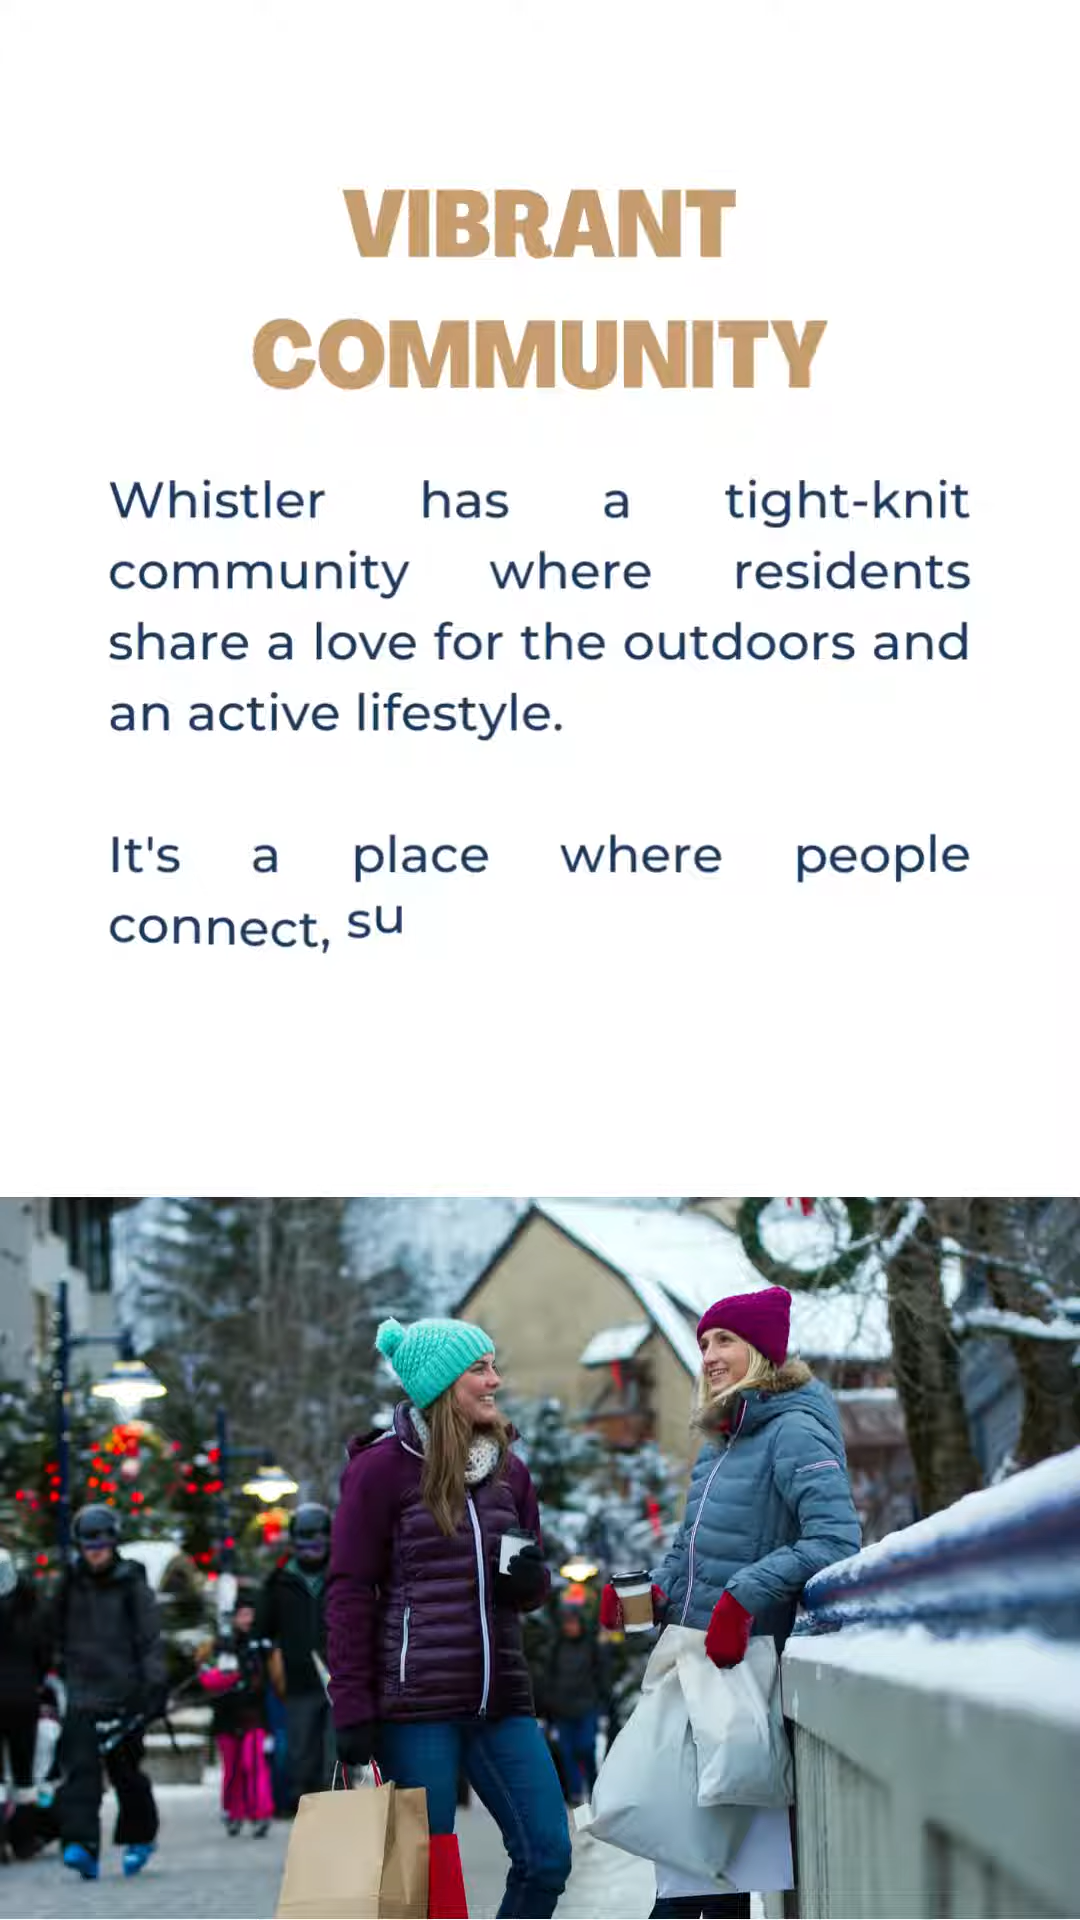 VIBRANT
COMMUNITY
Whistler has a tight-knit
community where residents
share a love for the outdoors and
an active lifestyle.
It's a place where people
connect, su